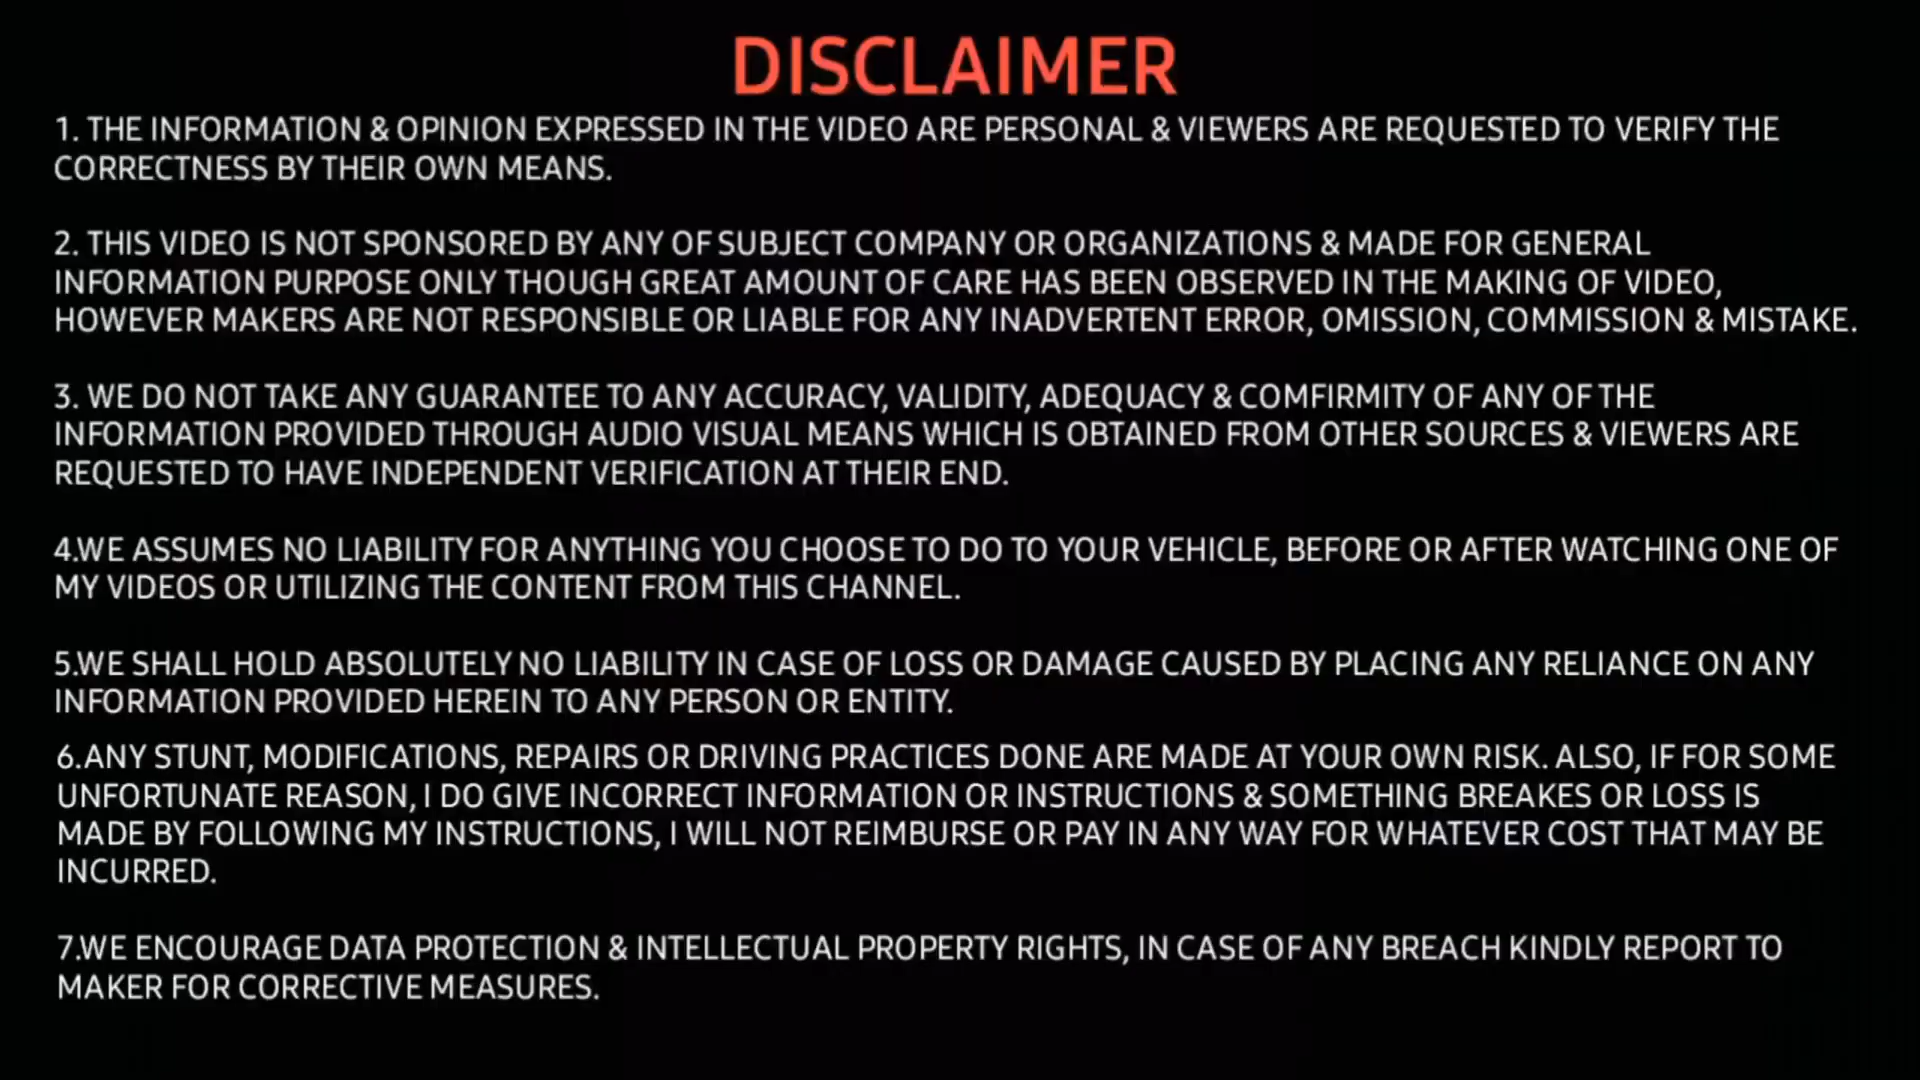 DISCLAIMER
1. THE INFORMATION & OPINION EXPRESSED IN THE VIDEO ARE PERSONAL & VIEWERS ARE REQUESTED TO VERIFY THE
CORRECTNESS BY THEIR OWN MEANS.
2. THIS VIDEO IS NOT SPONSORED BY ANY OF SUBJECT COMPANY OR ORGANIZATIONS & MADE FOR GENERAL
INFORMATION PURPOSE ONLY THOUGH GREAT AMOUNT OF CARE HAS BEEN OBSERVED IN THE MAKING OF VIDEO,
HOWEVER MAKERS ARE NOT RESPONSIBLE OR LIABLE FOR ANY INADVERTENT ERROR, OMISSION, COMMISSION & MISTAKE.
3. WE DO NOT TAKE ANY GUARANTEE TO ANY ACCURACY, VALIDITY, ADEQUACY & COMFIRMITY OF ANY OF THE
INFORMATION PROVIDED THROUGH AUDIO VISUAL MEANS WHICH IS OBTAINED FROM OTHER SOURCES & VIEWERS ARE
REQUESTED TO HAVE INDEPENDENT VERIFICATION AT THEIR END.
4.WE ASSUMES NO LIABILITY FOR ANYTHING YOU CHOOSE TO DO TO YOUR VEHICLE, BEFORE OR AFTER WATCHING ONE OF
MY VIDEOS OR UTILIZING THE CONTENT FROM THIS CHANNEL.
5.WE SHALL HOLD ABSOLUTELY NO LIABILITY IN CASE OF LOSS OR DAMAGE CAUSED BY PLACING ANY RELIANCE ON ANY
INFORMATION PROVIDED HEREIN TO ANY PERSON OR ENTITY.
6.ANY STUNT, MODIFICATIONS, REPAIRS OR DRIVING PRACTICES DONE ARE MADE AT YOUR OWN RISK. ALSO, IF FOR SOME
UNFORTUNATE REASON, I DO GIVE INCORRECT INFORMATION OR INSTRUCTIONS & SOMETHING BREAKES OR LOSS IS
MADE BY FOLLOWING MY INSTRUCTIONS, I WILL NOT REIMBURSE OR PAY IN ANY WAY FOR WHATEVER COST THAT MAY BE
INCURRED.
7.WE ENCOURAGE DATA PROTECTION & INTELLECTUAL PROPERTY RIGHTS, IN CASE OF ANY BREACH KINDLY REPORT TO
MAKER FOR CORRECTIVE MEASURES.